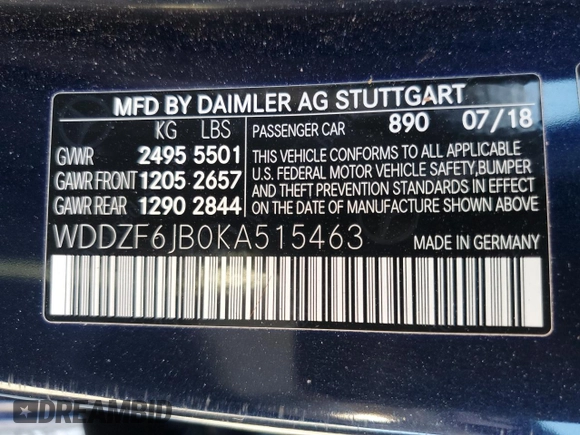 MFD BY DAIMLER AG STUTTGART
KG LBS PASSENGER CAR 890 07/18
GVWR 2495 5501 THIS VEHICLE CONFORMS TO ALL APPLICABLE
GAWR FRONT 1205 2657 U.S. FEDERAL MOTOR VEHICLE SAFETY,BUMPER
AND THEFT PREVENTION STANDARDS IN EFFECT
GAWR REAR 1290 2844 ON THE DATE OF MANUFACTURE SHOWN ABOVE
WDDZF6JB0KA515463 MADE IN GERMANY
DREAMBID